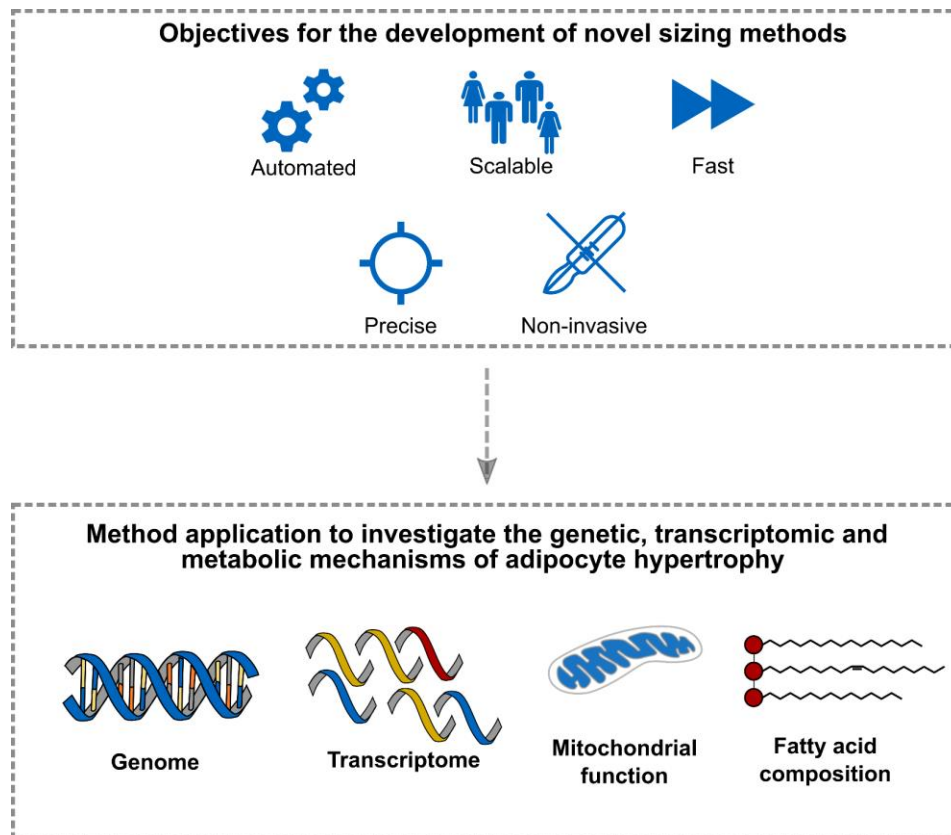 Objectives for the development of novel sizing methods
Automated
Scalable
Fast
Precise
Non-invasive
Method application to investigate the genetic, transcriptomic and
metabolic mechanisms of adipocyte hypertrophy
Genome
Transcriptome
Mitochondrial
function
Fatty acid
composition